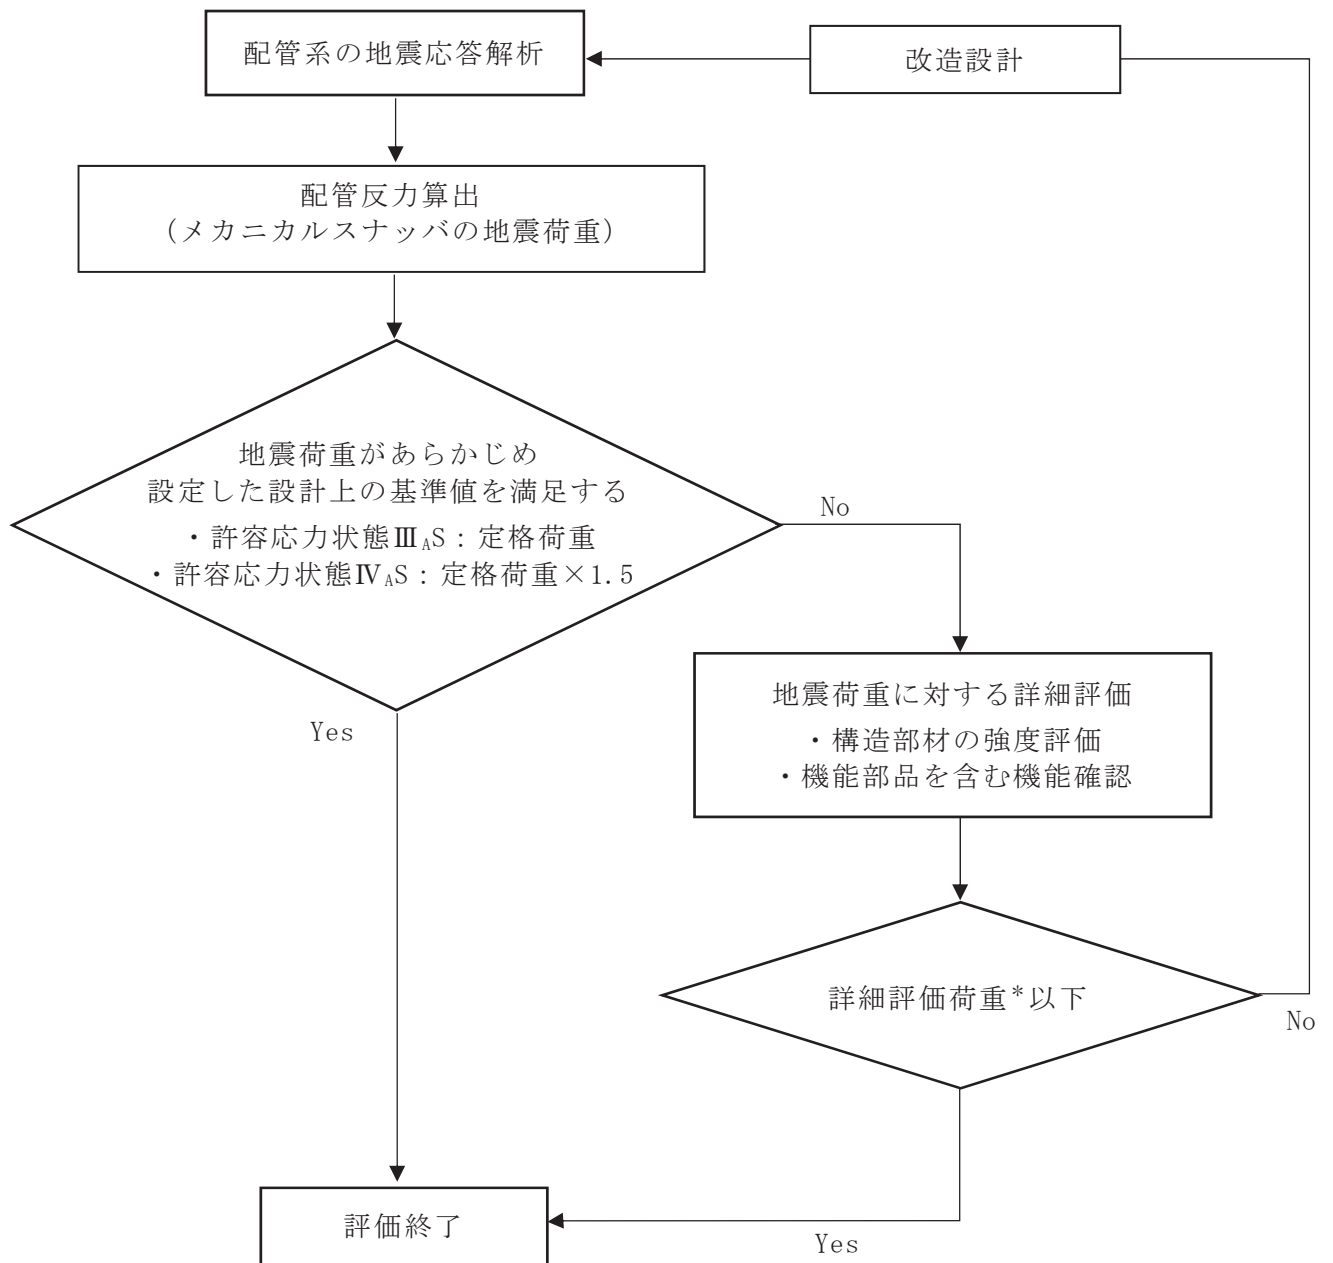 配管系の地震応答解析
改造設計
配管反力算出
（メカニカルスナッバの地震荷重）
地震荷重があらかじめ
設定した設計上の基準値を満足する
・許容応力状態ⅢAS：定格荷重
・許容応力状態ⅣAS：定格荷重×1.5
No
Yes
地震荷重に対する詳細評価
・構造部材の強度評価
・機能部品を含む機能確認
詳細評価荷重*以下
No
評価終了
Yes